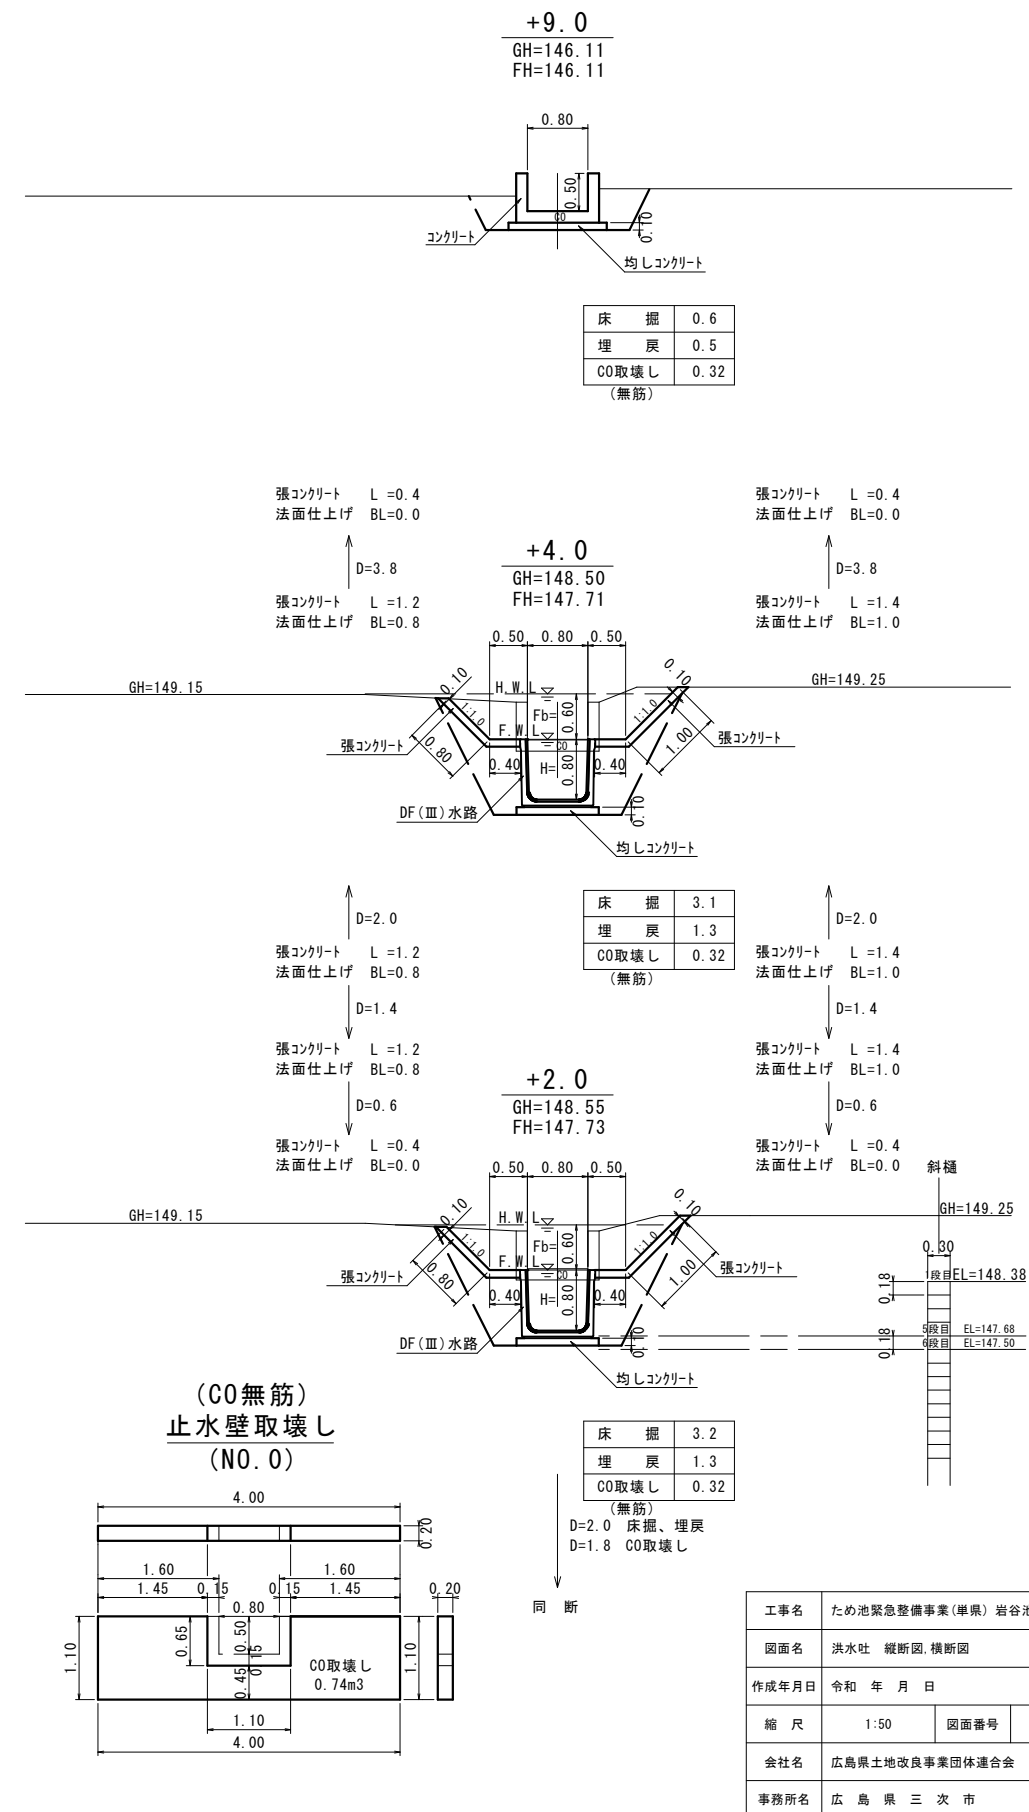 +9.0
GH=146.11
FH=146.11
0.80
0.50
CO
0.10
コンクリート
均しコンクリート
床 掘 0.6
埋 戻 0.5
CO取壊し 0.32
(無筋)
張コンクリート L =0.4
法面仕上げ BL=0.0
D=3.8
張コンクリート L =1.2
法面仕上げ BL=0.8
張コンクリート L =0.4
法面仕上げ BL=0.0
D=3.8
張コンクリート L =1.4
法面仕上げ BL=1.0
+4.0
GH=148.50
FH=147.71
0.50 0.80 0.50
GH=149.15
0.10
H.W.L
0.10
GH=149.25
1:1.0
Fb=
0.60
1:1.0
F.W.L
CO
張コンクリート
0.80
0.40
H=
0.80
0.40
1.00
張コンクリート
DF(Ⅲ)水路
0.10
均しコンクリート
床 掘 3.1
埋 戻 1.3
CO取壊し 0.32
(無筋)
D=2.0
張コンクリート L =1.2
法面仕上げ BL=0.8
D=1.4
張コンクリート L =1.2
法面仕上げ BL=0.8
D=0.6
張コンクリート L =0.4
法面仕上げ BL=0.0
D=2.0
張コンクリート L =1.4
法面仕上げ BL=1.0
D=1.4
張コンクリート L =1.4
法面仕上げ BL=1.0
D=0.6
張コンクリート L =0.4
法面仕上げ BL=0.0
+2.0
GH=148.55
FH=147.73
0.50 0.80 0.50
GH=149.15
0.10
H.W.L
0.10
1:1.0
Fb=
0.60
1:1.0
F.W.L
CO
張コンクリート
0.80
0.40
H=
0.80
0.40
1.00
張コンクリート
DF(Ⅲ)水路
0.10
均しコンクリート
斜樋
GH=149.25
0.30
1段目 EL=148.38
0.18
5段目 EL=147.68
0.18
6段目 EL=147.50
床 掘 3.2
埋 戻 1.3
CO取壊し 0.32
(無筋)
D=2.0 床掘、埋戻
D=1.8 CO取壊し
同 断
(CO無筋)
止水壁取壊し
(NO.0)
4.00
0.20
1.60 1.60
1.45 0.15 0.15 1.45 0.20
0.80
1.10
0.65
0.50
0.15
0.45
CO取壊し
0.74m3
1.10
1.10
4.00
工事名 ため池緊急整備事業(単県) 岩谷池
図面名 洪水吐 縦断図,横断図
作成年月日 令和 年 月 日
縮 尺 1:50 図面番号
会社名 広島県土地改良事業団体連合会
事務所名 広 島 県 三 次 市